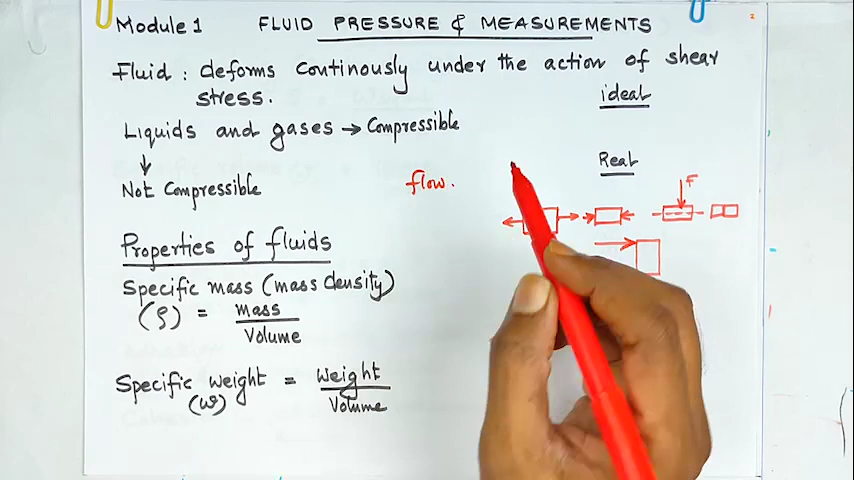 Module 1 FLUID PRESSURE & MEASUREMENTS
Fluid : deforms Continously under the action of shear
stress.
ideal
Liquids and gases → Compressible
Real
Not Compressible
flow.
F
Properties of fluids
Specific mass (mass density)
(ρ) = mass
Volume
Specific weight = Weight
(w) Volume